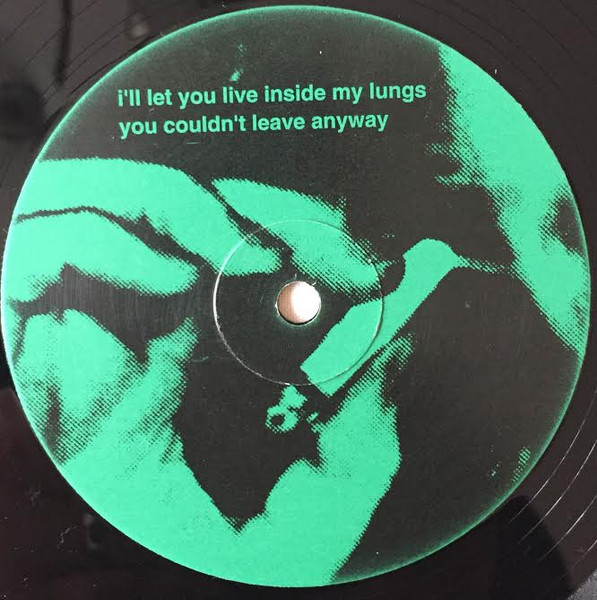 i'll let you live inside my lungs
you couldn't leave anyway